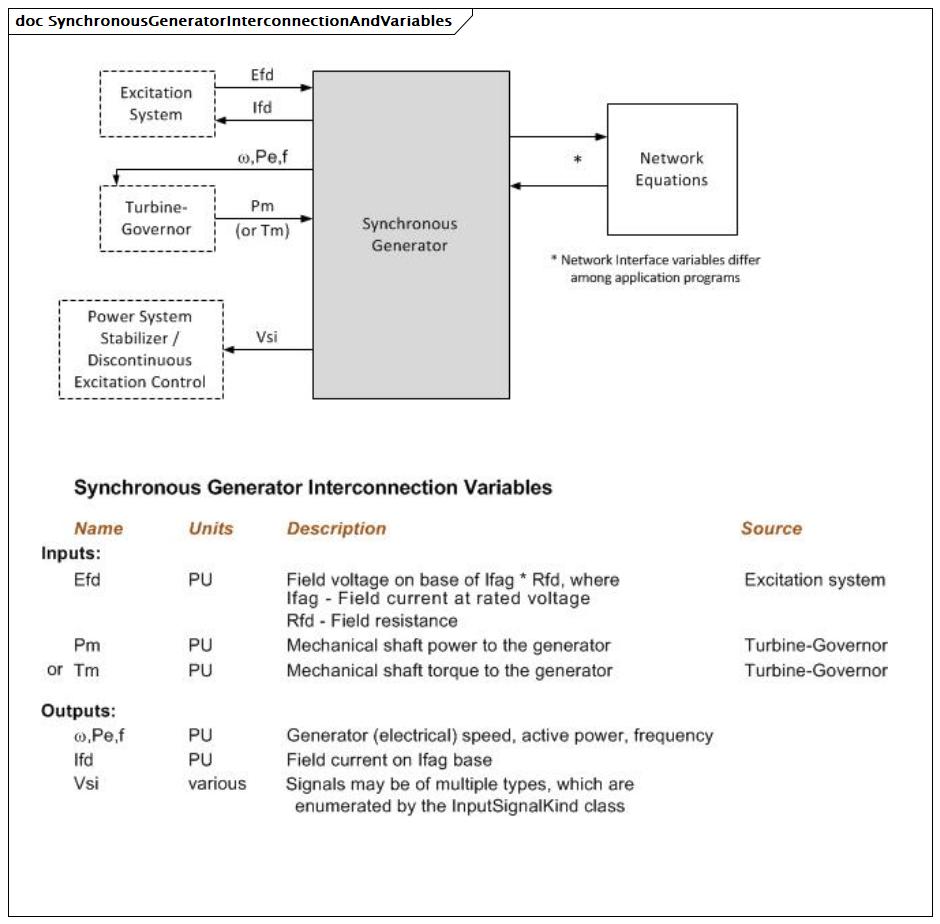 doc SynchronousGeneratorInterconnectionAndVariables
Excitation
System
Efd
Ifd
ω,Pe,f
Turbine-
Governor
Pm
(or Tm)
Power System
Stabilizer /
Discontinuous
Excitation Control
Vsi
Synchronous
Generator
*
Network
Equations
* Network Interface variables differ
among application programs
Synchronous Generator Interconnection Variables
Name Units Description Source
Inputs:
Efd PU Field voltage on base of Ifag * Rfd, where Excitation system
Ifag - Field current at rated voltage
Rfd - Field resistance
Pm PU Mechanical shaft power to the generator Turbine-Governor
or Tm PU Mechanical shaft torque to the generator Turbine-Governor
Outputs:
ω,Pe,f PU Generator (electrical) speed, active power, frequency
Ifd PU Field current on Ifag base
Vsi various Signals may be of multiple types, which are
enumerated by the InputSignalKind class